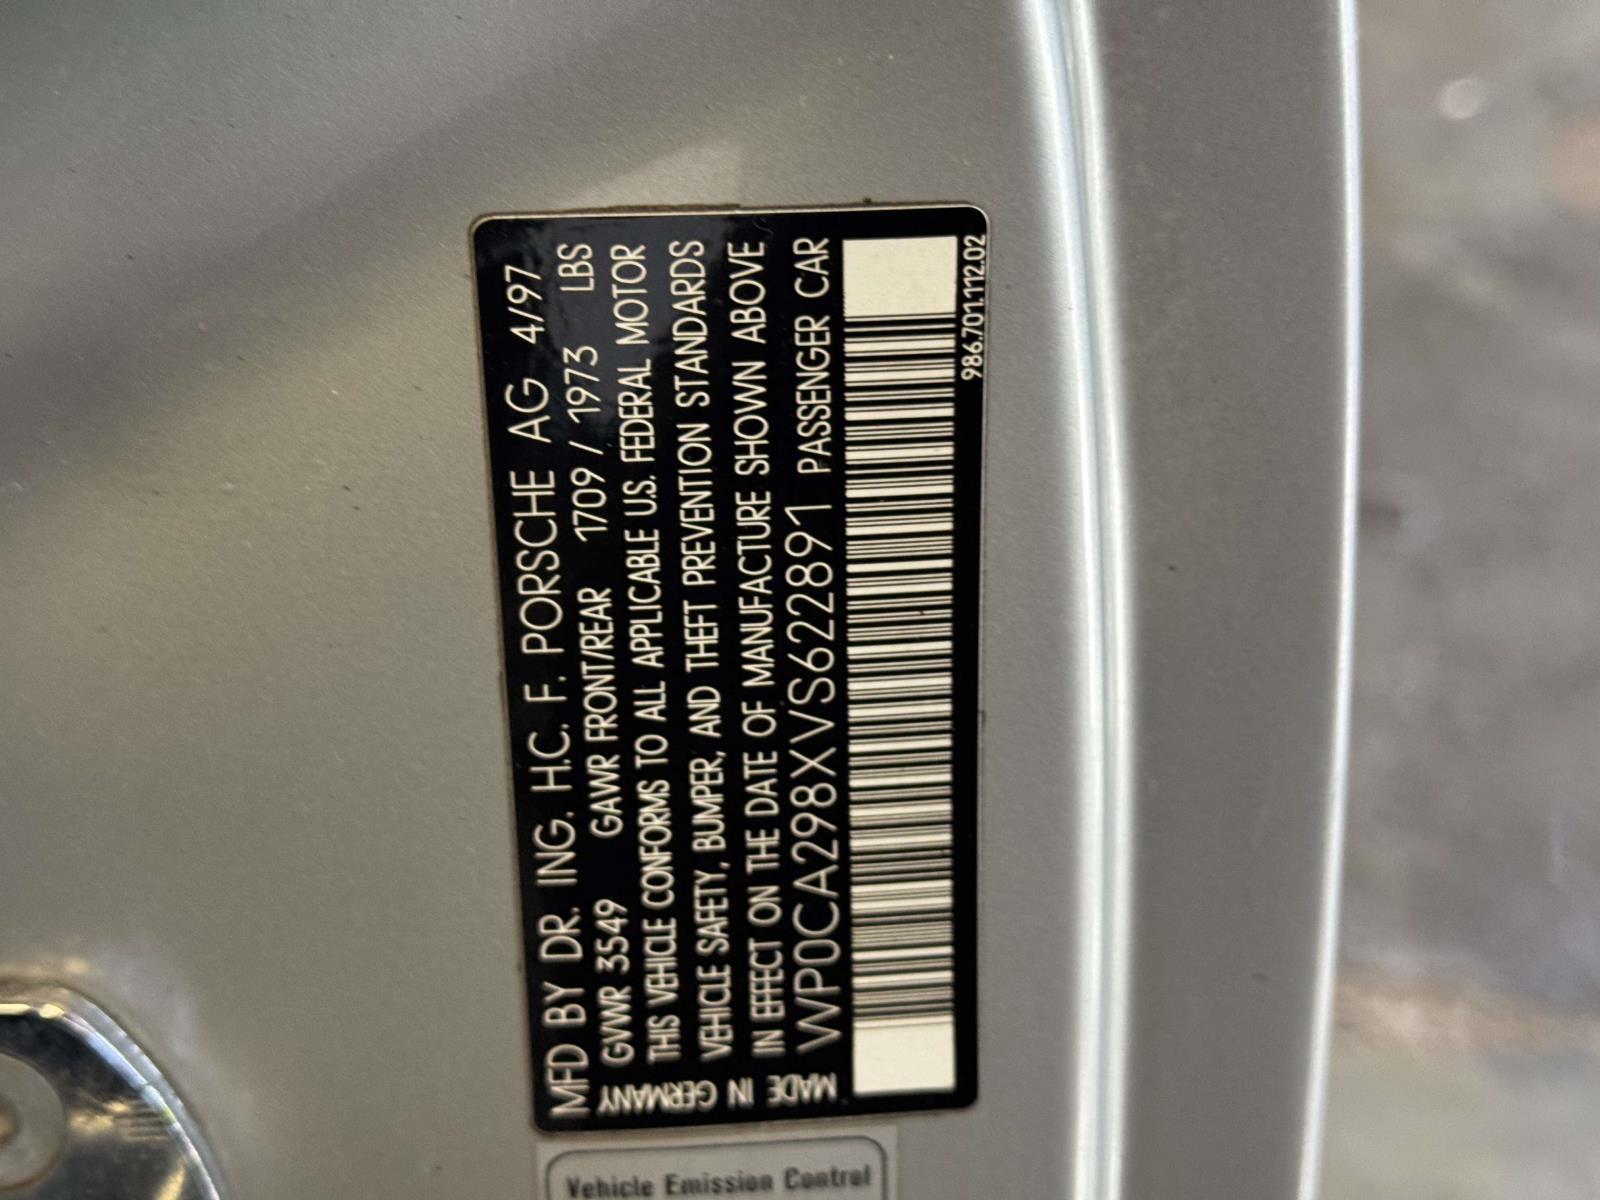 MFD BY DR. ING. H.C. F. PORSCHE AG 4/97
GVWR 3549 GAWR FRONT/REAR 1709 / 1973 LBS
THIS VEHICLE CONFORMS TO ALL APPLICABLE U.S. FEDERAL MOTOR
VEHICLE SAFETY, BUMPER, AND THEFT PREVENTION STANDARDS
IN EFFECT ON THE DATE OF MANUFACTURE SHOWN ABOVE
WP0CA298XVS622891 PASSENGER CAR
MADE IN GERMANY
986.701.112.02
Vehicle Emission Control